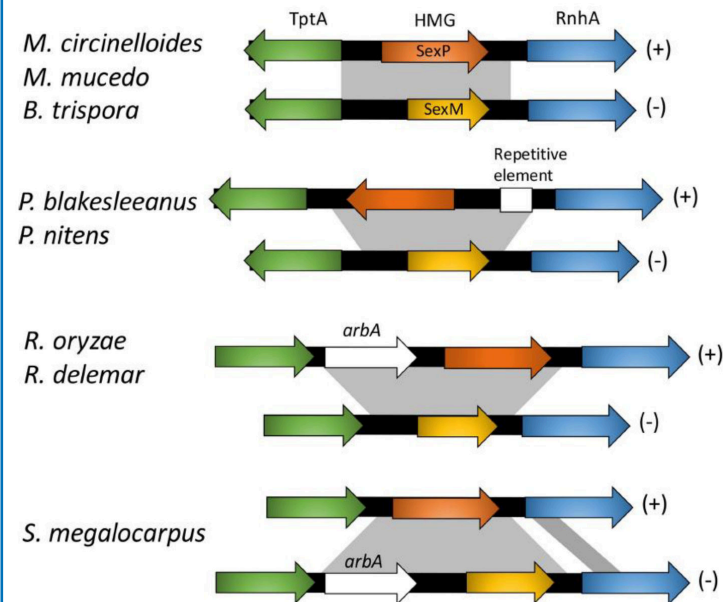 TptA HMG RnhA
M. circinelloides
M. mucedo
B. trispora
SexP
(+)
SexM
(-)
Repetitive
element
P. blakesleeanus
P. nitens
(+)
(-)
R. oryzae
R. delemar
arbA
(+)
(-)
S. megalocarpus
(+)
arbA
(-)